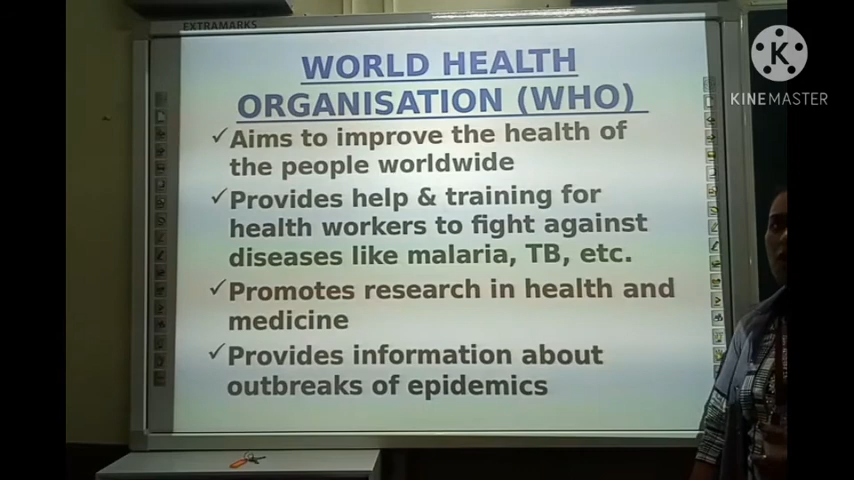 EXTRAMARKS
WORLD HEALTH
ORGANISATION (WHO)
✓Aims to improve the health of
the people worldwide
✓Provides help & training for
health workers to fight against
diseases like malaria, TB, etc.
✓Promotes research in health and
medicine
✓Provides information about
outbreaks of epidemics
K
KINEMASTER